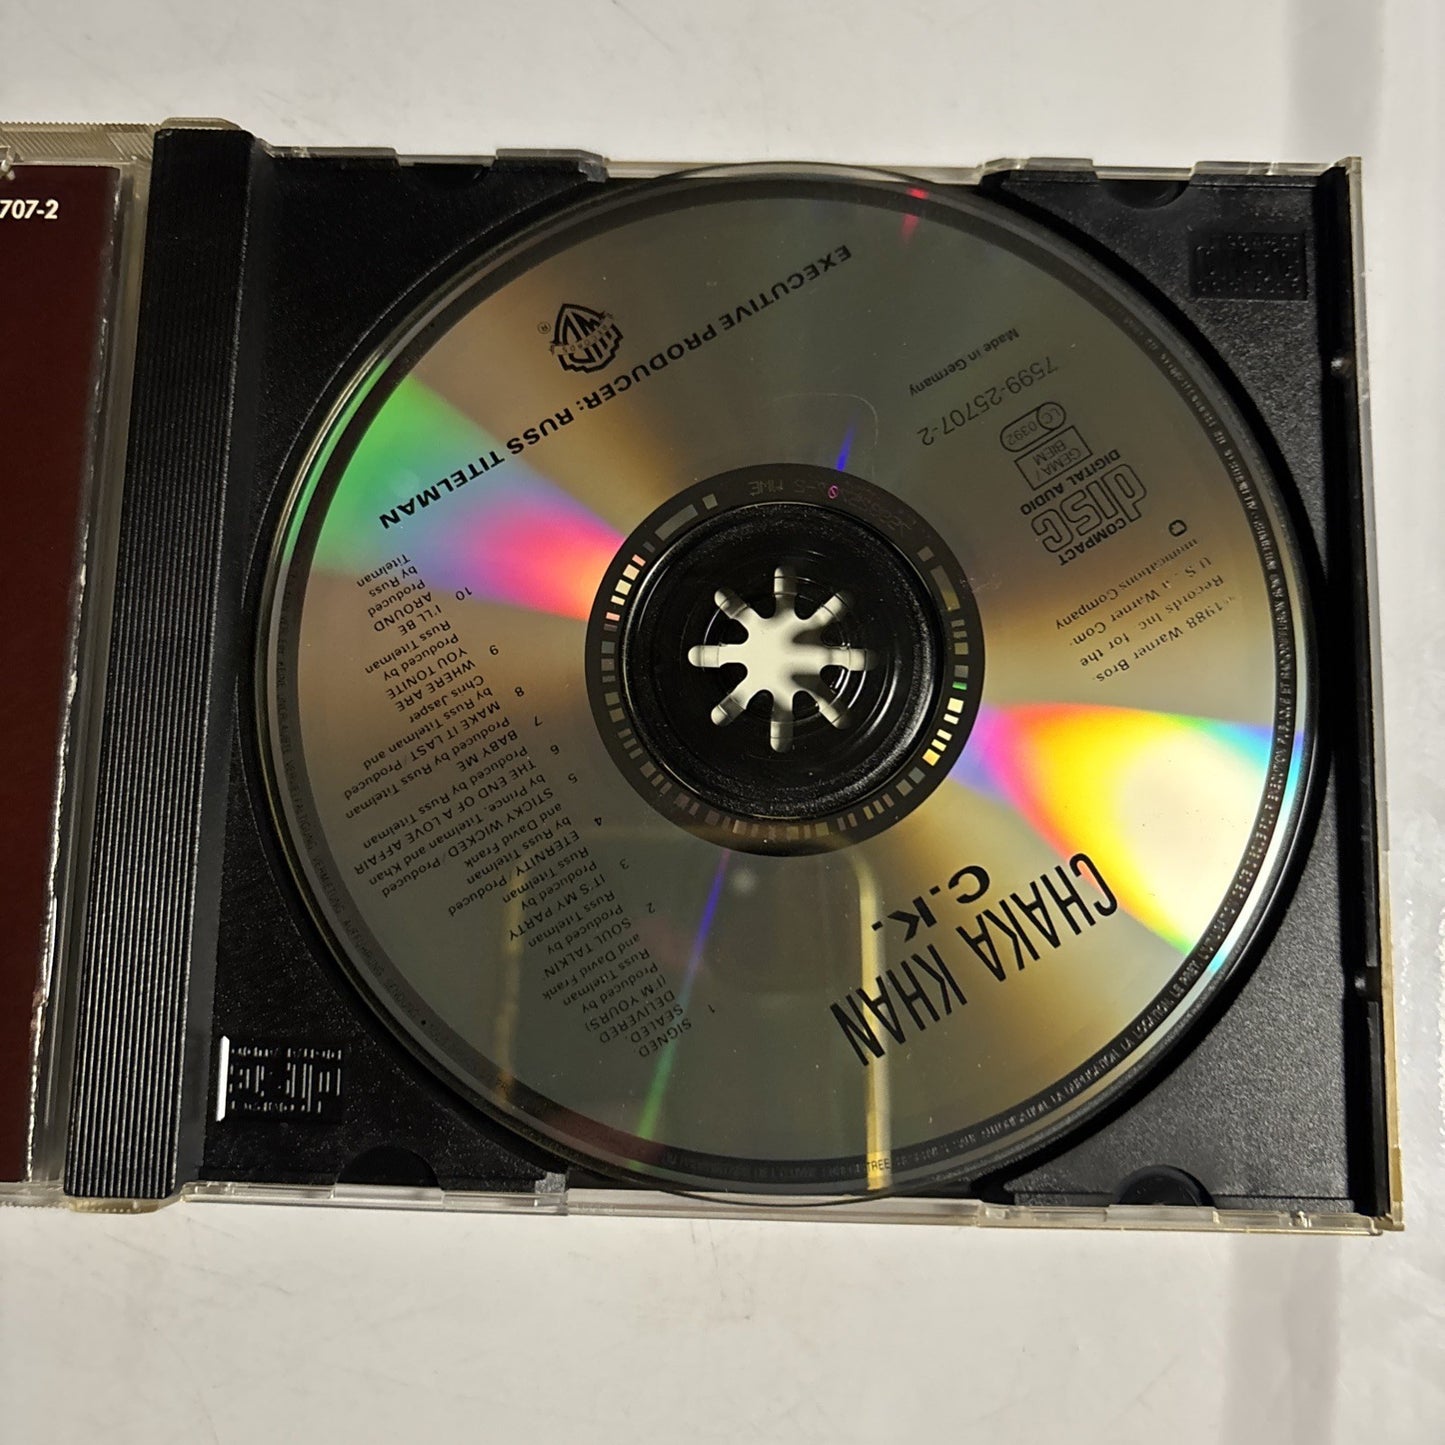 707-2
CHAKA KHAN
C.K.
1
SIGNED,
SEALED,
DELIVERED
(I'M YOURS)
Produced by
Russ Titelman
and David Frank
2
SOUL TALKIN'
Produced by
Russ Titelman
3
IT'S MY PARTY
Produced by
Russ Titelman
4
ETERNITY/Produced
by Russ Titelman
and David Frank
5
STICKY WICKED/Produced
by Prince, Titelman and Khan
6
THE END OF A LOVE AFFAIR
Produced by Russ Titelman
7
BABY ME
Produced by Russ Titelman
8
MAKE IT LAST/Produced
by Russ Titelman and
Chris Jasper
9
WHERE ARE
YOU TONITE
Produced by
Russ Titelman
10
I'LL BE
AROUND
Produced
by Russ
Titelman
1988 Warner Bros.
Records Inc. for the
U.S., a Warner Com-
munications Company
COMPACT
disc
DIGITAL AUDIO
GEMA/
BIEM
LC 0392
7599-25707-2
Made in Germany
EXECUTIVE PRODUCER: RUSS TITELMAN
®